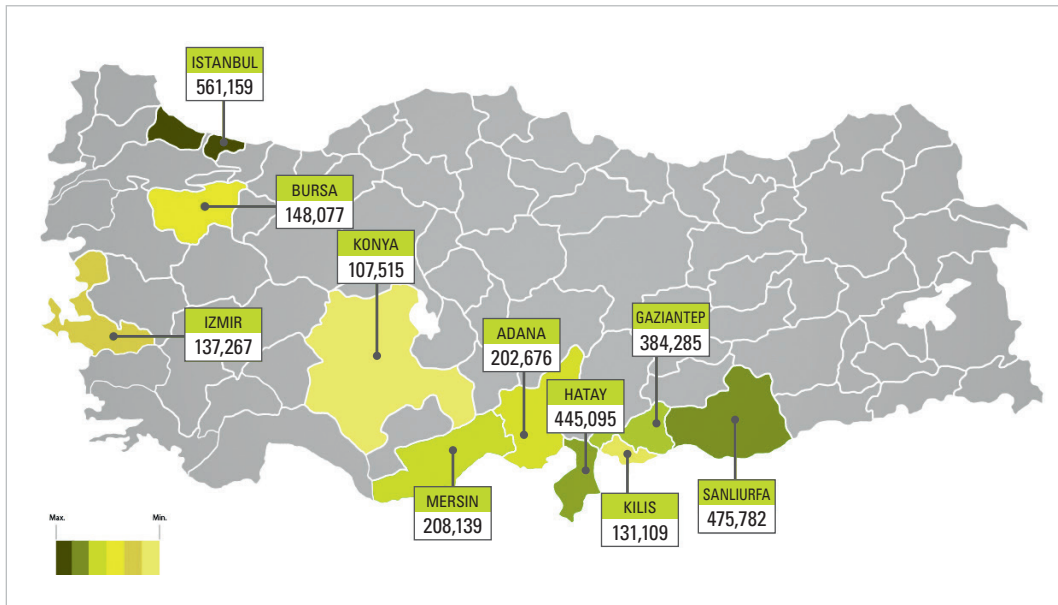 ISTANBUL
561,159
BURSA
148,077
KONYA
107,515
IZMIR
137,267
ADANA
202,676
GAZIANTEP
384,285
HATAY
445,095
MERSIN
208,139
KILIS
131,109
SANLIURFA
475,782
Max. Min.